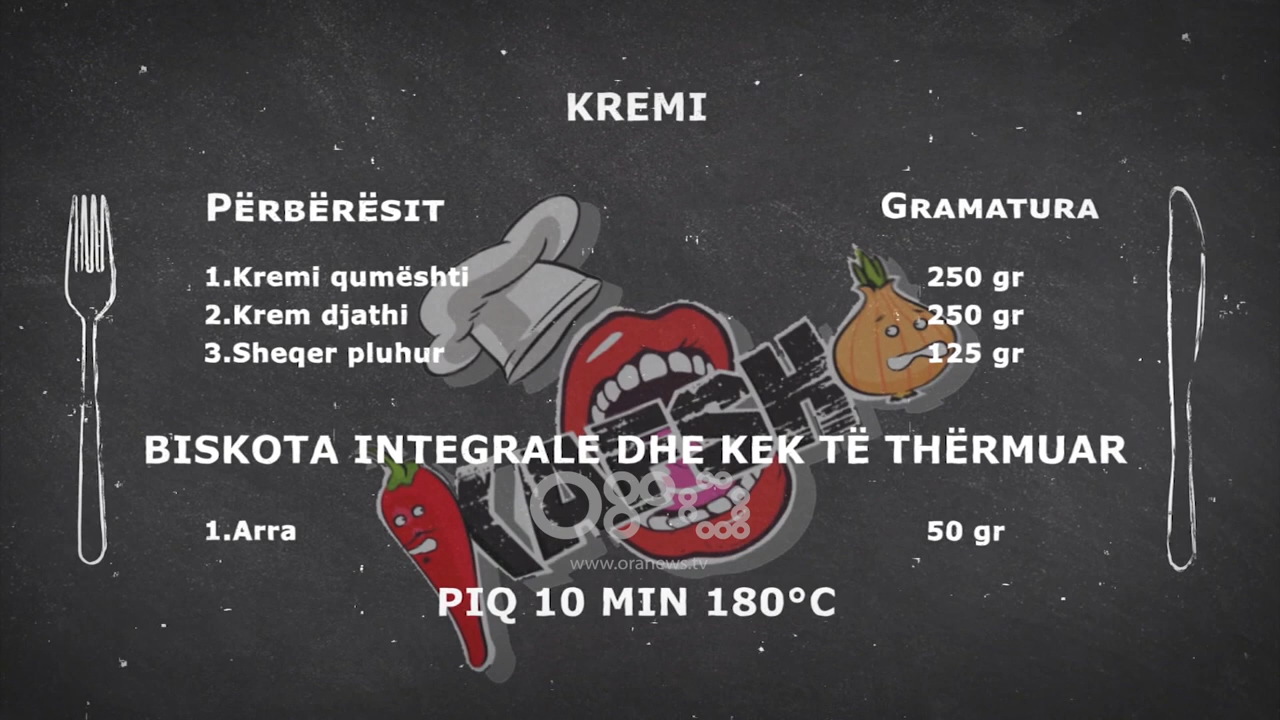 KREMI
PËRBËRËSIT GRAMATURA
1.Kremi qumështi 250 gr
2.Krem djathi 250 gr
3.Sheqer pluhur 125 gr
BISKOTA INTEGRALE DHE KEK TË THËRMUAR
1.Arra 50 gr
www.oranews.tv
PIQ 10 MIN 180°C